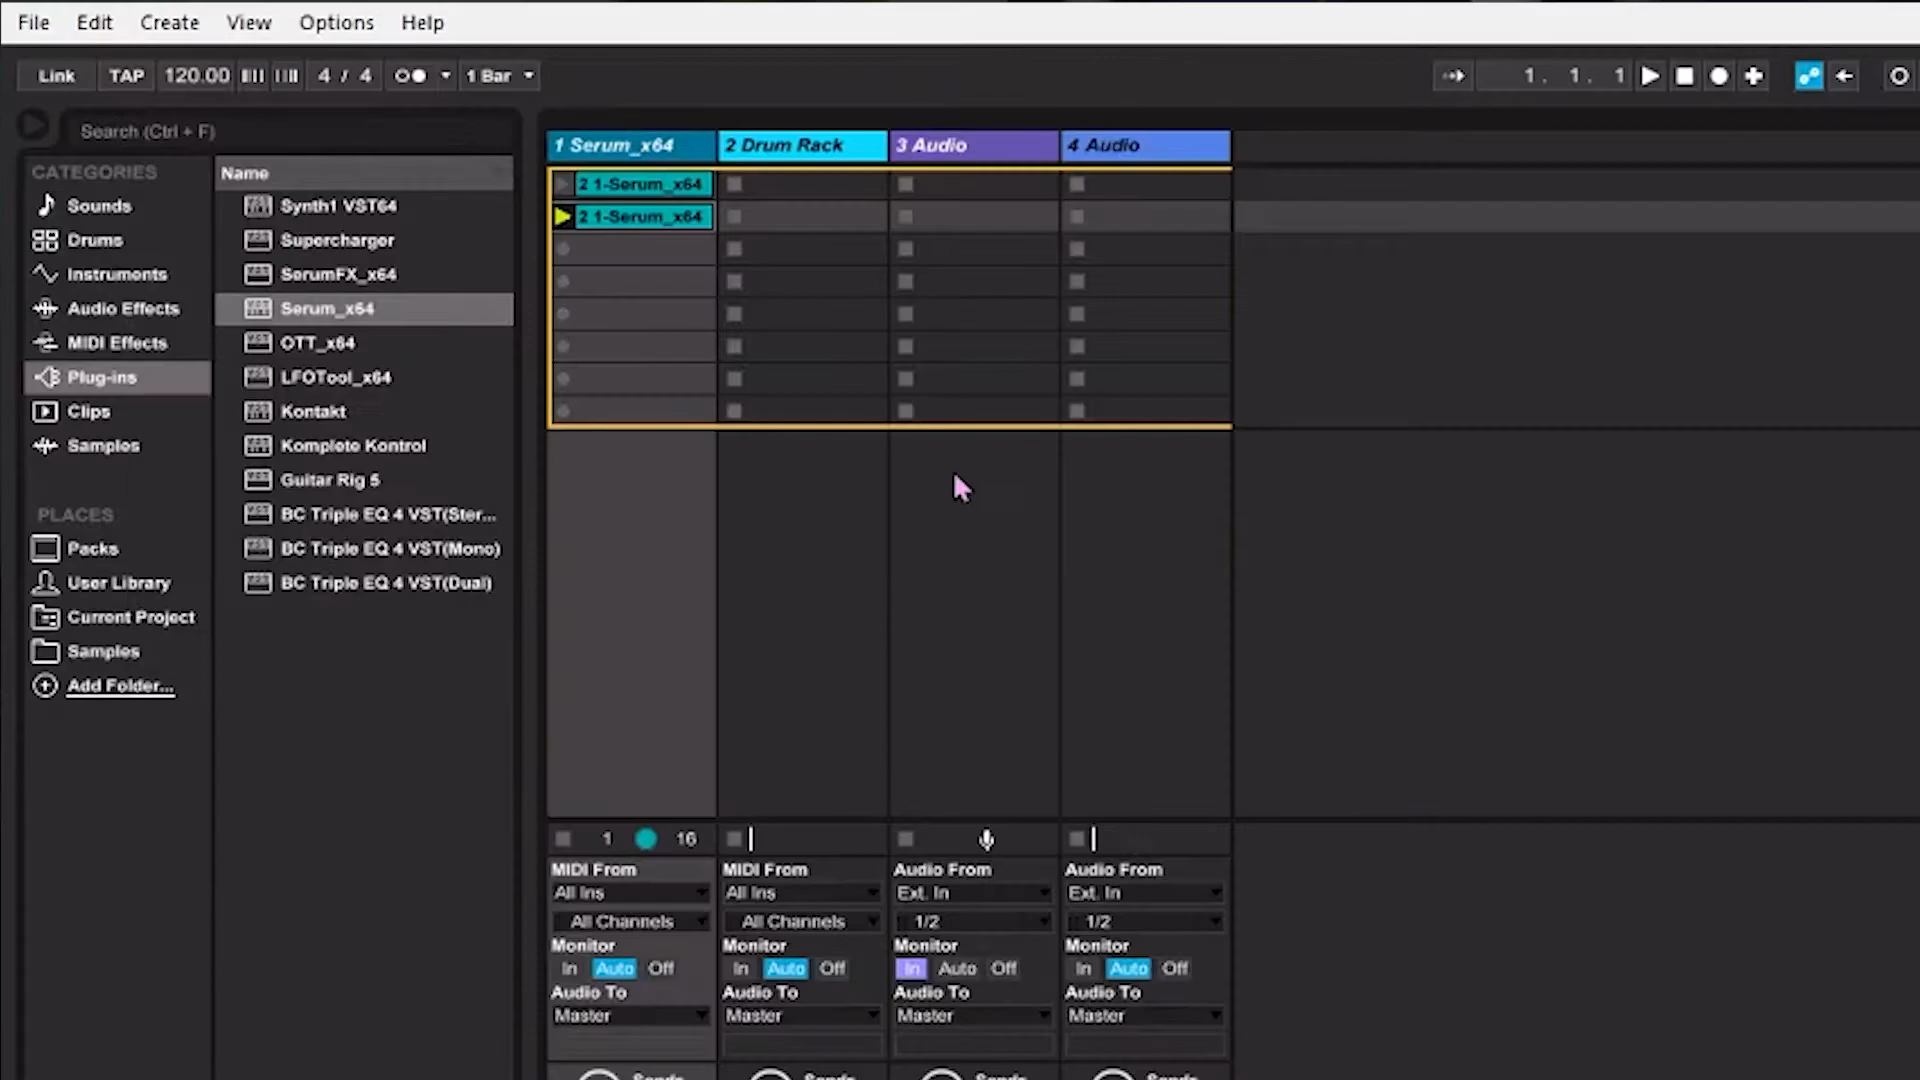 File Edit Create View Options Help
Link TAP 120.00 4 / 4 1 Bar 1. 1. 1
Search (Ctrl + F)
CATEGORIES
Sounds
Drums
Instruments
Audio Effects
MIDI Effects
Plug-ins
Clips
Samples
PLACES
Packs
User Library
Current Project
Samples
Add Folder...
Name
Synth1 VST64
Supercharger
SerumFX_x64
Serum_x64
OTT_x64
LFOTool_x64
Kontakt
Komplete Kontrol
Guitar Rig 5
BC Triple EQ 4 VST(Ster...
BC Triple EQ 4 VST(Mono)
BC Triple EQ 4 VST(Dual)
1 Serum_x64 2 Drum Rack 3 Audio 4 Audio
2 1-Serum_x64
2 1-Serum_x64
1 16
MIDI From MIDI From Audio From Audio From
All Ins All Ins Ext. In Ext. In
All Channels All Channels 1/2 1/2
Monitor Monitor Monitor Monitor
In Auto Off In Auto Off In Auto Off In Auto Off
Audio To Audio To Audio To Audio To
Master Master Master Master
Sends Sends Sends Sends